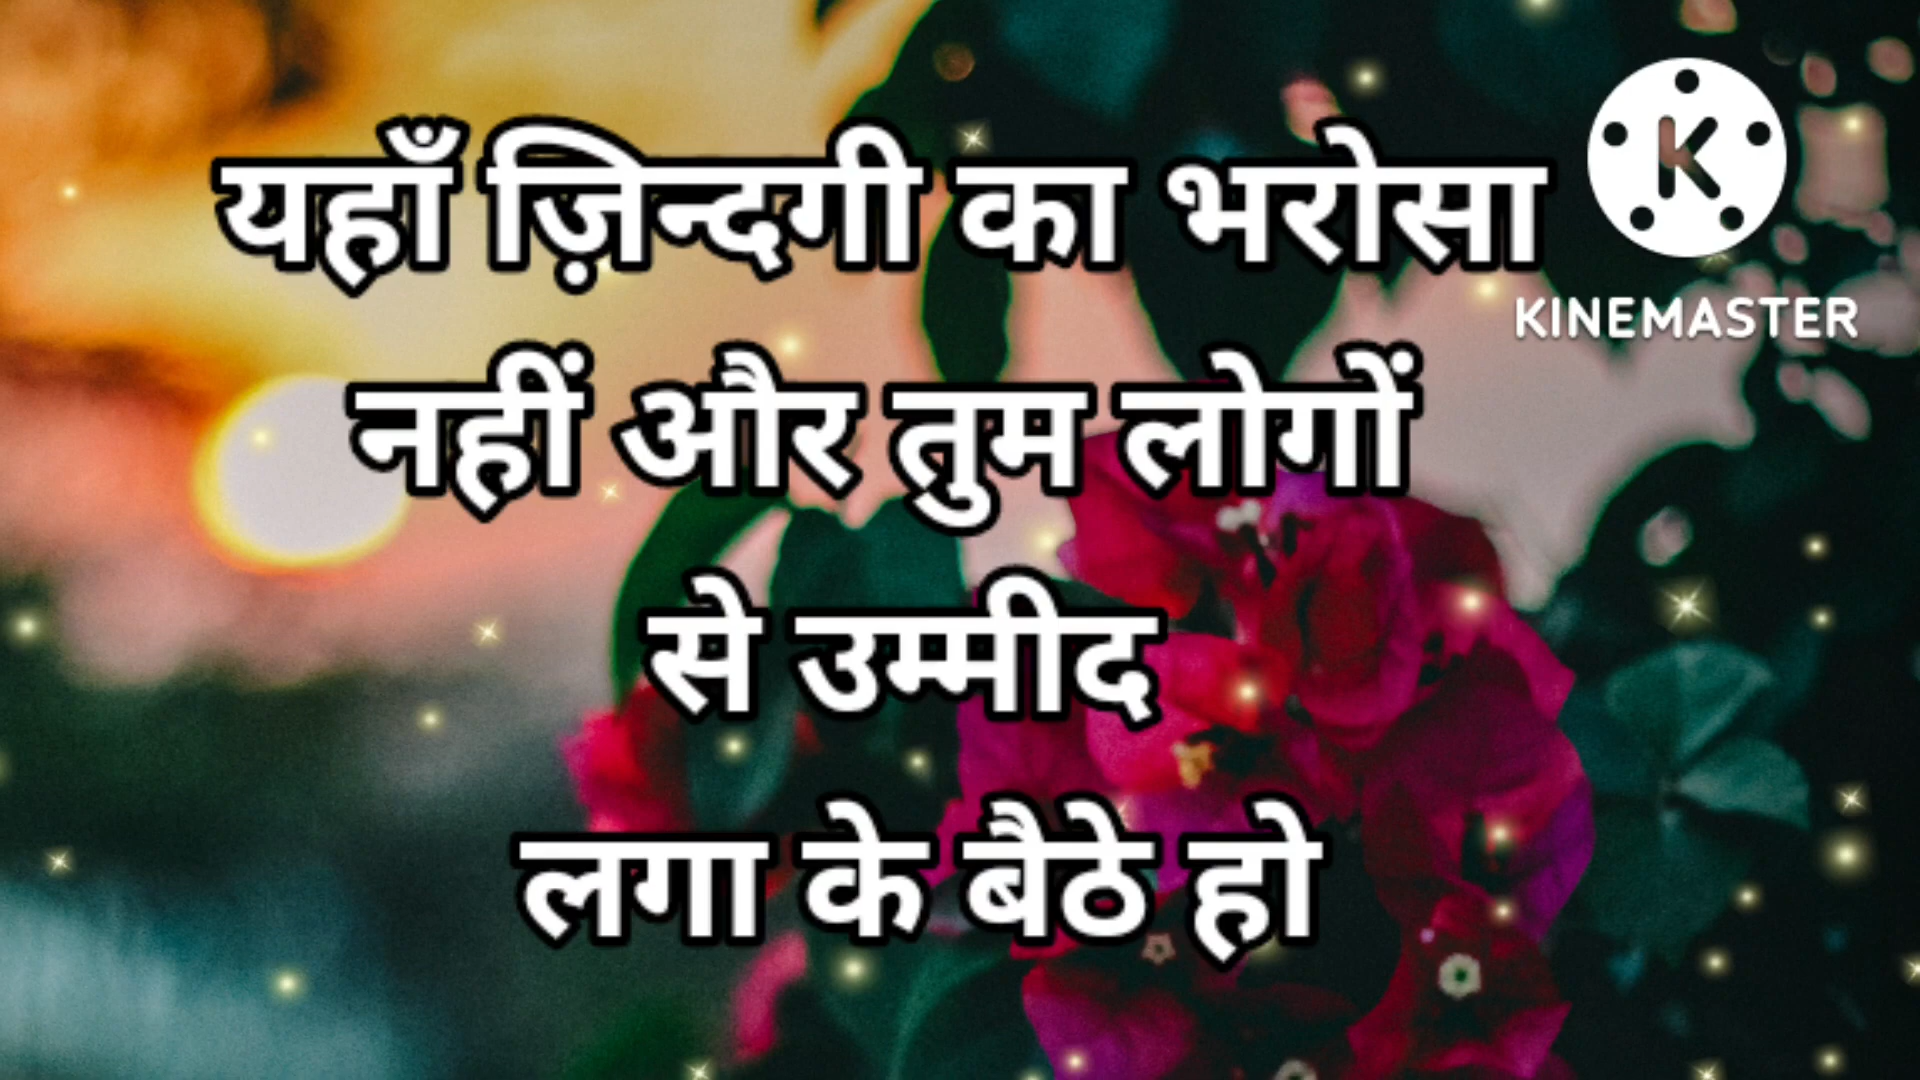 यहाँ ज़िन्दगी का भरोसा
नहीं और तुम लोगों
से उम्मीद
लगा के बैठे हो
K
KINEMASTER